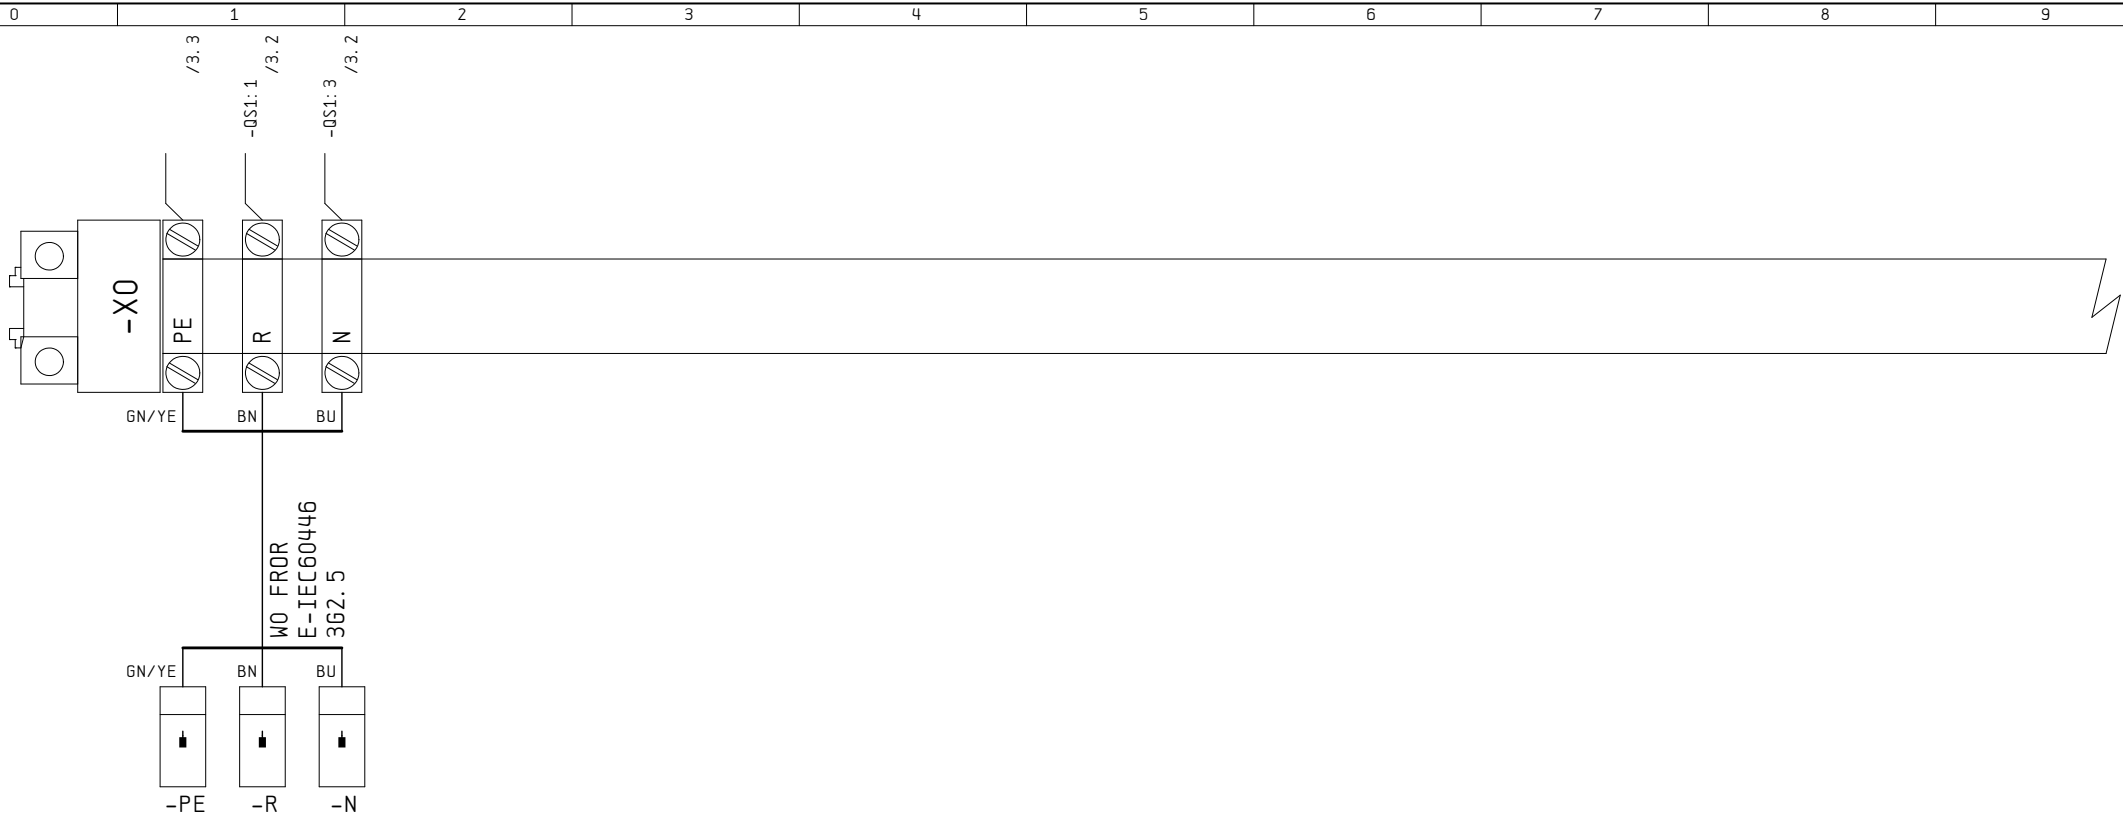 0 1 2 3 4 5 6 7 8 9
/3.3
-QS1:1 /3.2
-QS1:3 /3.2
-X0
PE
R
N
GN/YE BN BU
W0 FROR
E-IEC60446
3G2.5
GN/YE BN BU
-PE -R -N